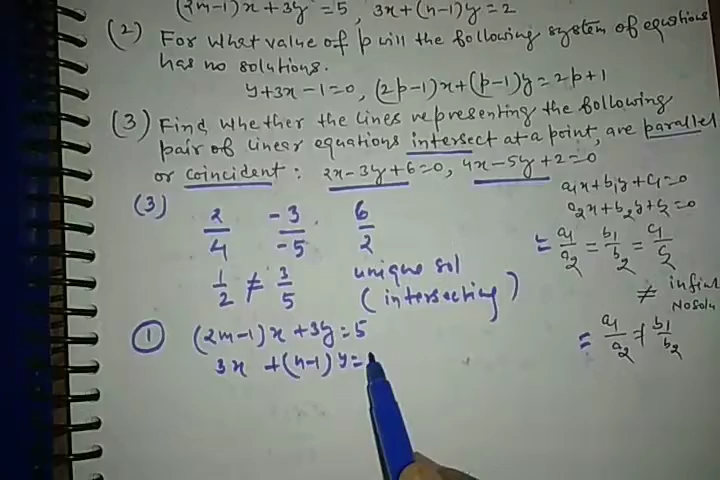 (2m-1)x+3y=5, 3x+(n-1)y=2
(2) For what value of p will the following system of equations
has no solutions.
y+3x-1=0, (2p-1)x+(p-1)y=2p+1
(3) Find whether the lines representing the following
pair of linear equations intersect at a point, are parallel
or coincident: 2x-3y+6=0, 4x-5y+2=0
a₁x+b₁y+c₁=0
a₂x+b₂y+c₂=0
(3) 2/4 -3/-5 6/2
= a₁/a₂ = b₁/b₂ = c₁/c₂
1/2 ≠ 3/5 unique sol
(intersecting)
≠ infini
No solu
= a₁/a₂ ≠ b₁/b₂
① (2m-1)x+3y=5
3x +(n-1)y=